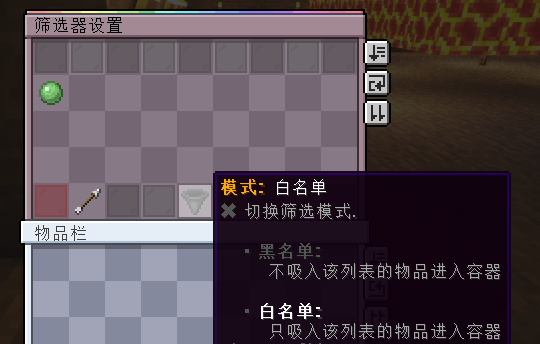 筛选器设置
模式: 白名单
✖ 切换筛选模式.
· 黑名单:
不吸入该列表的物品进入容器
· 白名单:
只吸入该列表的物品进入容器
物品栏